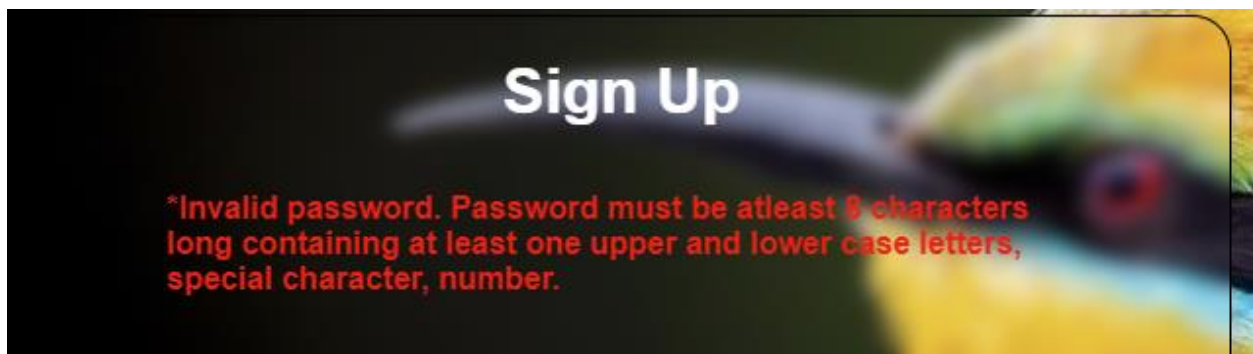 Sign Up
*Invalid password. Password must be atleast 8 characters
long containing at least one upper and lower case letters,
special character, number.